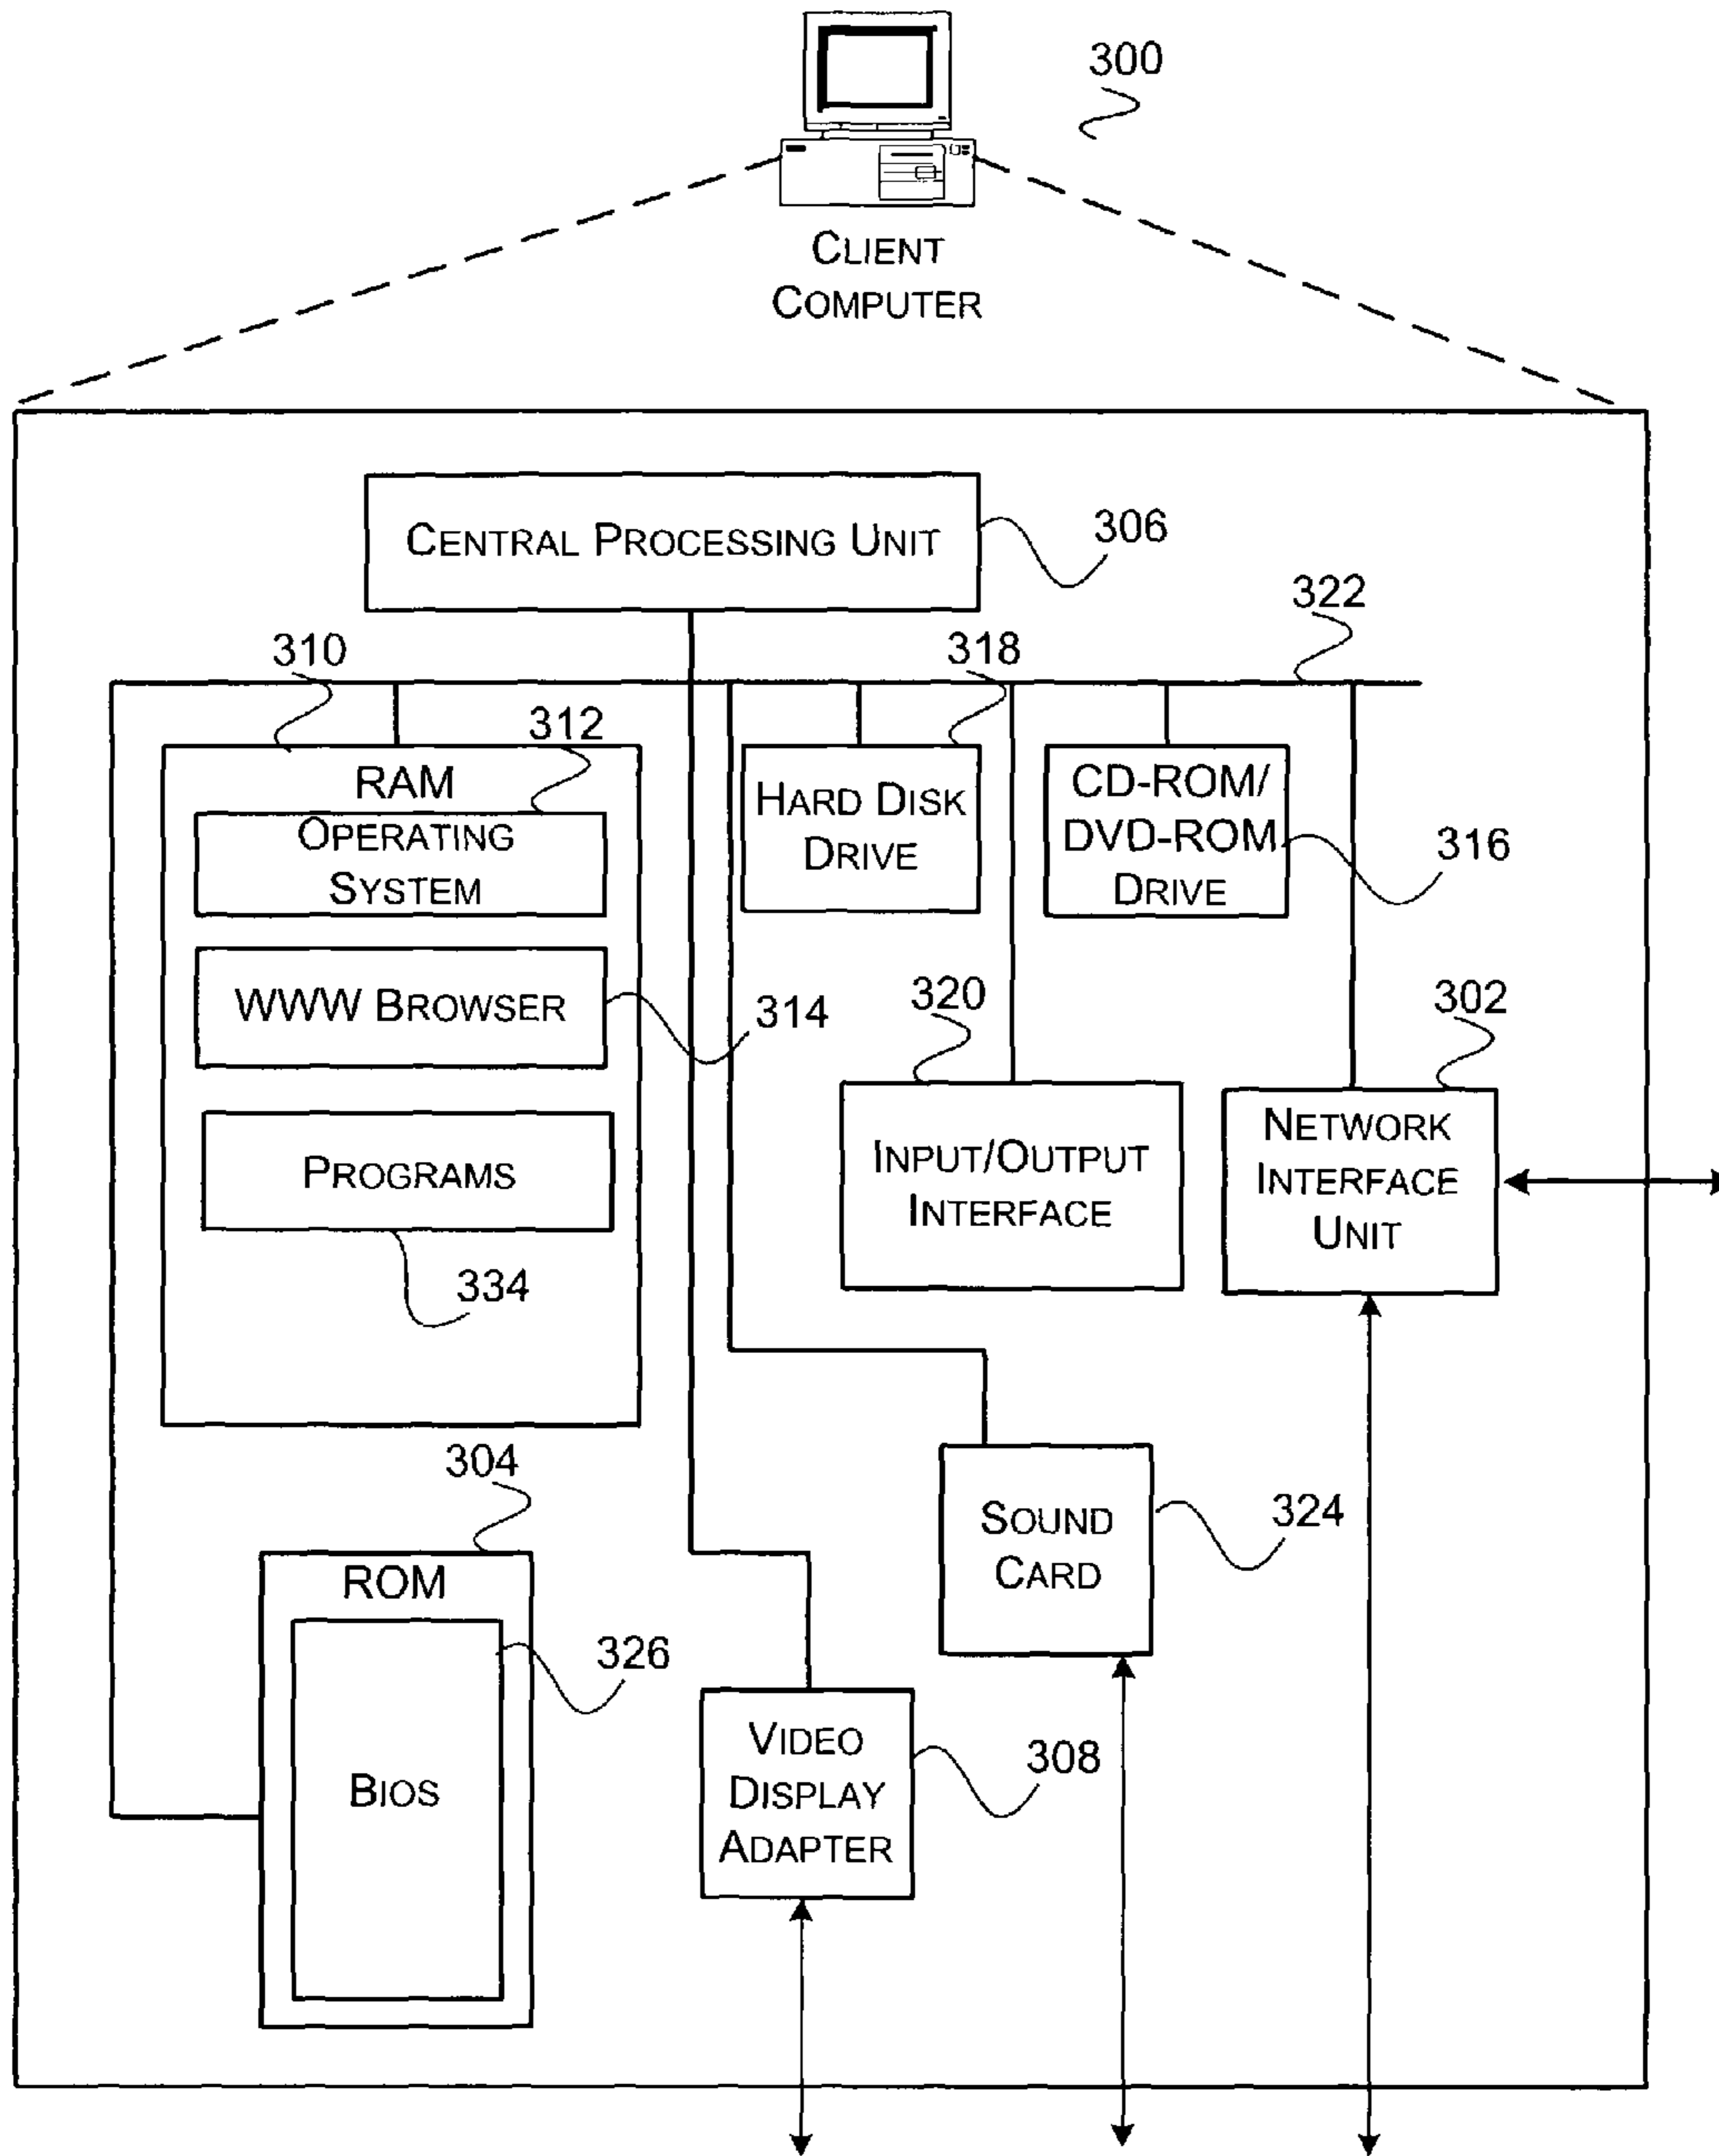 300
CLIENT
COMPUTER
CENTRAL PROCESSING UNIT
306
322
310
318
312
RAM
OPERATING
SYSTEM
HARD DISK
DRIVE
CD-ROM/
DVD-ROM
DRIVE
316
WWW BROWSER
314
320
302
PROGRAMS
334
INPUT/OUTPUT
INTERFACE
NETWORK
INTERFACE
UNIT
304
ROM
326
BIOS
SOUND
CARD
324
VIDEO
DISPLAY
ADAPTER
308